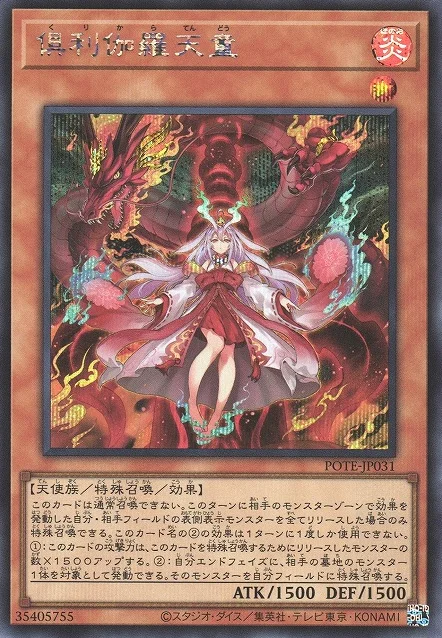 倶利伽羅天童
炎
POTE-JP031
【天使族/特殊召喚/効果】
このカードは通常召喚できない。このターンに相手のモンスターゾーンで効果を
発動した自分・相手フィールドの表側表示モンスターを全てリリースした場合のみ
特殊召喚できる。このカード名の②の効果は1ターンに1度しか使用できない。
①:このカードの攻撃力は、このカードを特殊召喚するためにリリースしたモンスターの
数×1500アップする。②:自分エンドフェイズに、相手の墓地のモンスター
1体を対象として発動できる。そのモンスターを自分フィールドに特殊召喚する。
ATK/1500 DEF/1500
35405755
©スタジオ・ダイス/集英社・テレビ東京・KONAMI